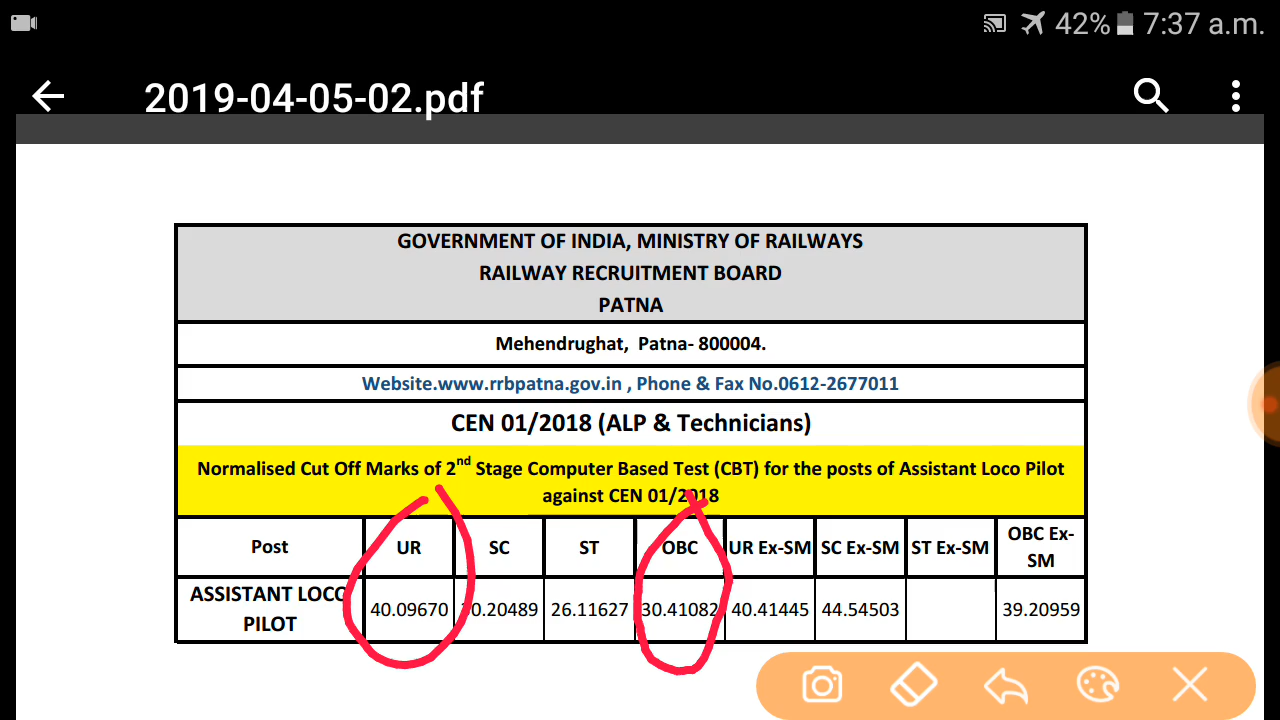 42% 7:37 a.m.
2019-04-05-02.pdf
GOVERNMENT OF INDIA, MINISTRY OF RAILWAYS
RAILWAY RECRUITMENT BOARD
PATNA
Mehendrughat, Patna- 800004.
Website.www.rrbpatna.gov.in , Phone & Fax No.0612-2677011
CEN 01/2018 (ALP & Technicians)
Normalised Cut Off Marks of 2nd Stage Computer Based Test (CBT) for the posts of Assistant Loco Pilot
against CEN 01/2018
Post UR SC ST OBC UR Ex-SM SC Ex-SM ST Ex-SM OBC Ex-
SM
ASSISTANT LOCO
PILOT
40.09670 26.11627 30.41082 40.41445 44.54503 39.20959